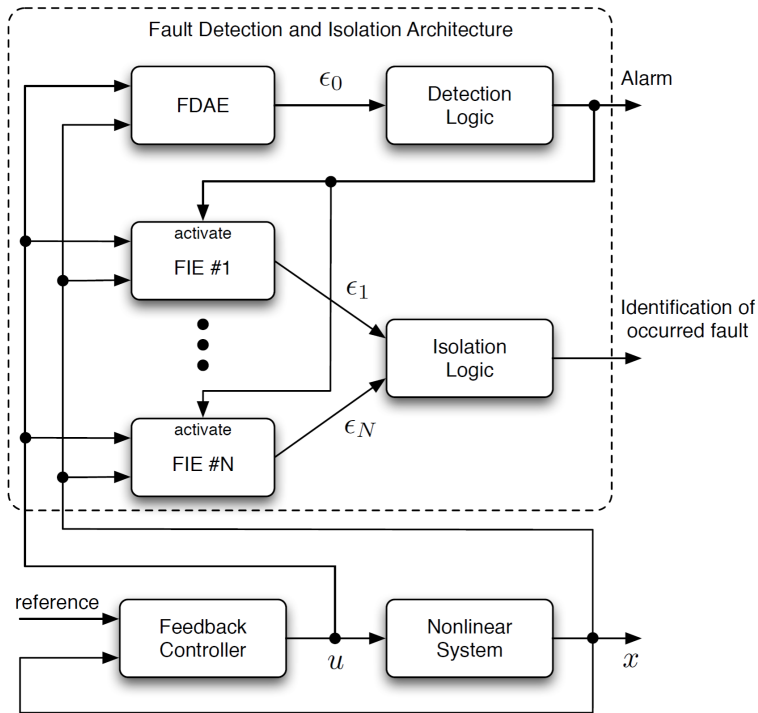 Fault Detection and Isolation Architecture
FDAE
ϵ0
Detection
Logic
Alarm
activate
FIE #1
ϵ1
Isolation
Logic
Identification of
occurred fault
activate
FIE #N
ϵN
reference
Feedback
Controller
u
Nonlinear
System
x